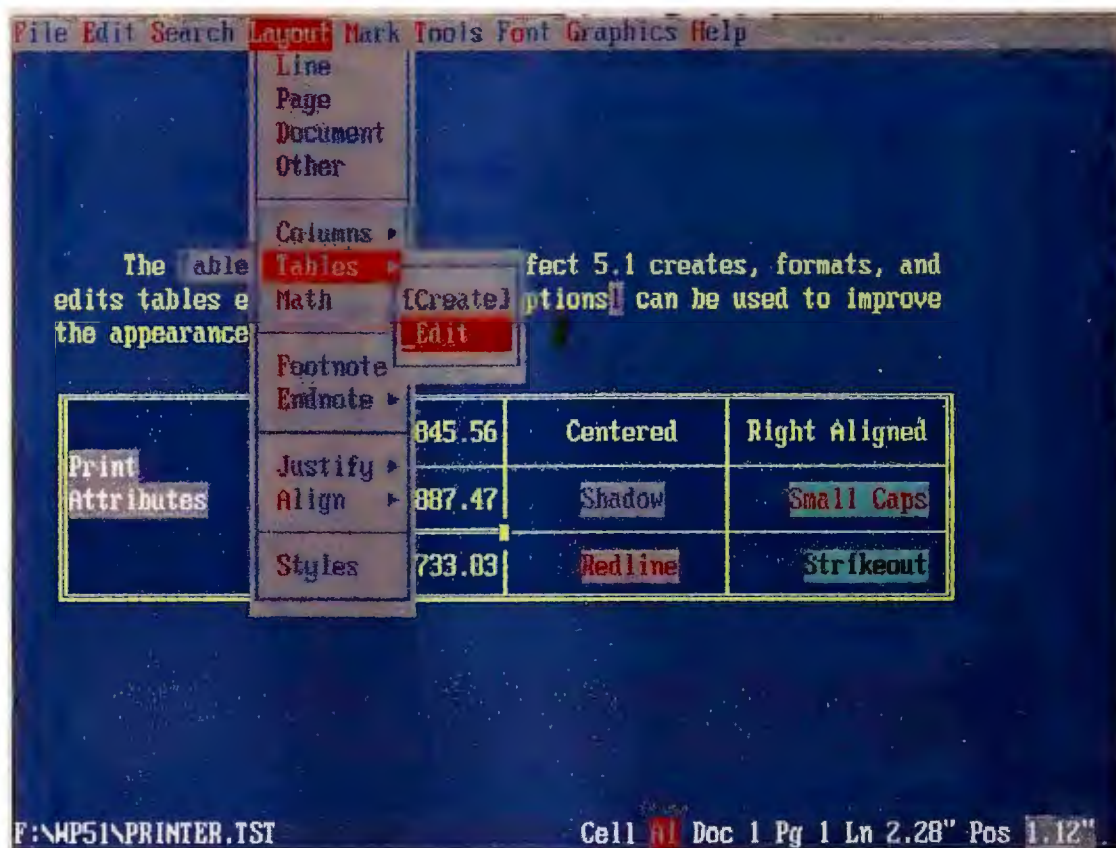 File Edit Search Layout Mark Tools Font Graphics Help
Line
Page
Document
Other
Columns
Tables
Math
Footnote
Endnote
Justify
Align
Styles
[Create]
Edit
The able fect 5.1 creates, formats, and
edits tables e ptions can be used to improve
the appearance
845.56 Centered Right Aligned
Print
Attributes 887.47 Shadow Small Caps
733.03 Redline Strikeout
F:\WP51\PRINTER.TST Cell A1 Doc 1 Pg 1 Ln 2.28" Pos 1.12"